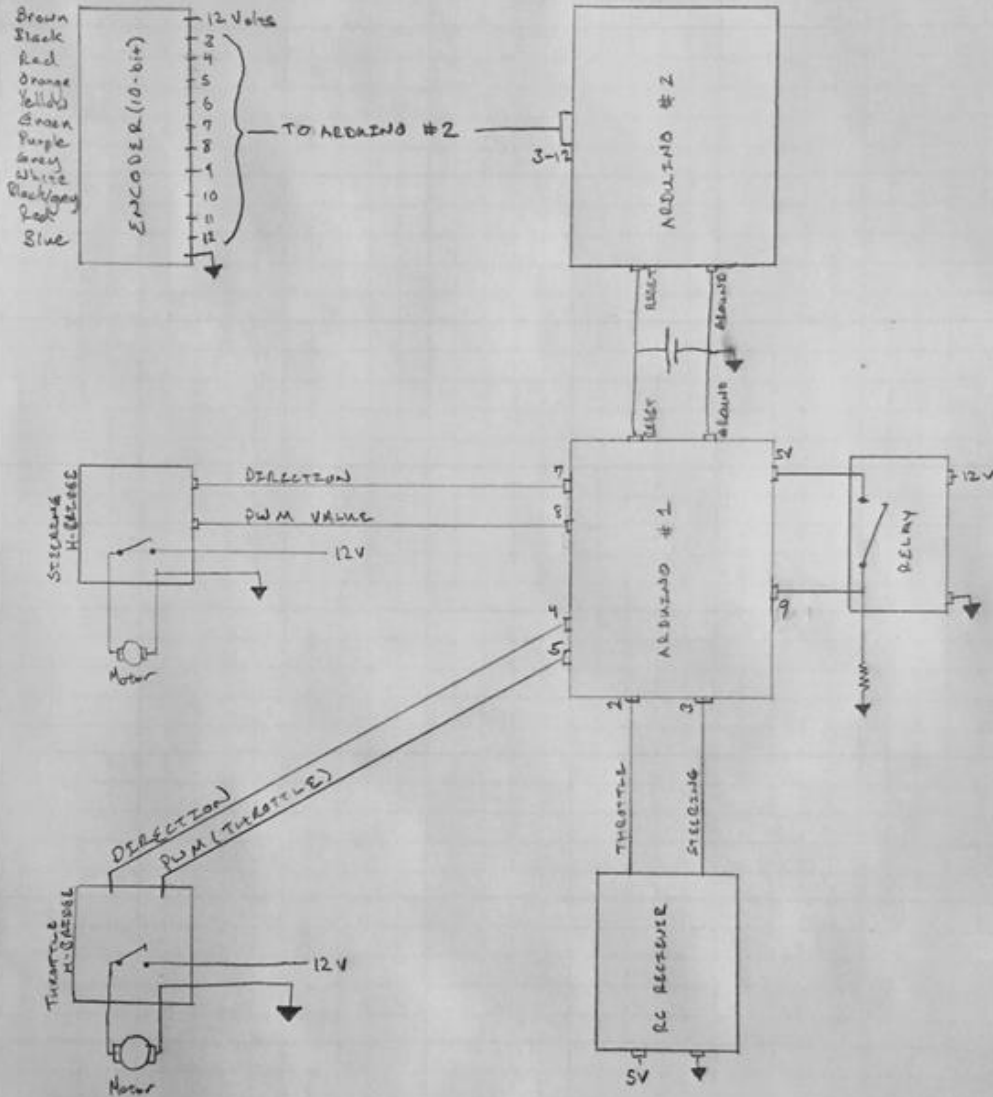 Brown
Black
Red
Orange
Yellow
Green
Purple
Grey
White
Black/grey
Red
Blue
ENCODER (10-bit)
12 Volts
3
4
5
6
7
8
9
10
11
12
TO ARDUINO #2
3-12
ARDUINO #2
RESET
GROUND
RESET
GROUND
STEERING
H-BRIDGE
DIRECTION
PWM VALUE
12V
Motor
7
8
4
5
ARDUINO #1
5V
9
2
3
RELAY
12V
THROTTLE
STEERING
DIRECTION
PWM (THROTTLE)
THROTTLE
H-BRIDGE
12V
Motor
RC RECIEVER
5V